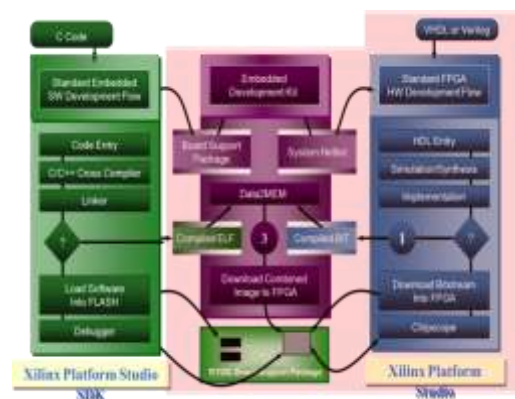 C Code
VHDL or Verilog
Standard Embedded
SW Development Flow
Embedded
Development Kit
Standard FPGA
HW Development Flow
Code Entry
C/C++ Cross Compiler
Linker
?
Load Software
Into FLASH
Debugger
Board Support
Package
System Netlist
Data2MEM
Compiled ELF
3
Compiled BIT
Download Combined
Image to FPGA
HDL Entry
Simulation/Synthesis
Implementation
1
?
Download Bitstream
Into FPGA
Chipscope
Support Package
Xilinx Platform Studio
SDK
Xilinx Platform
Studio